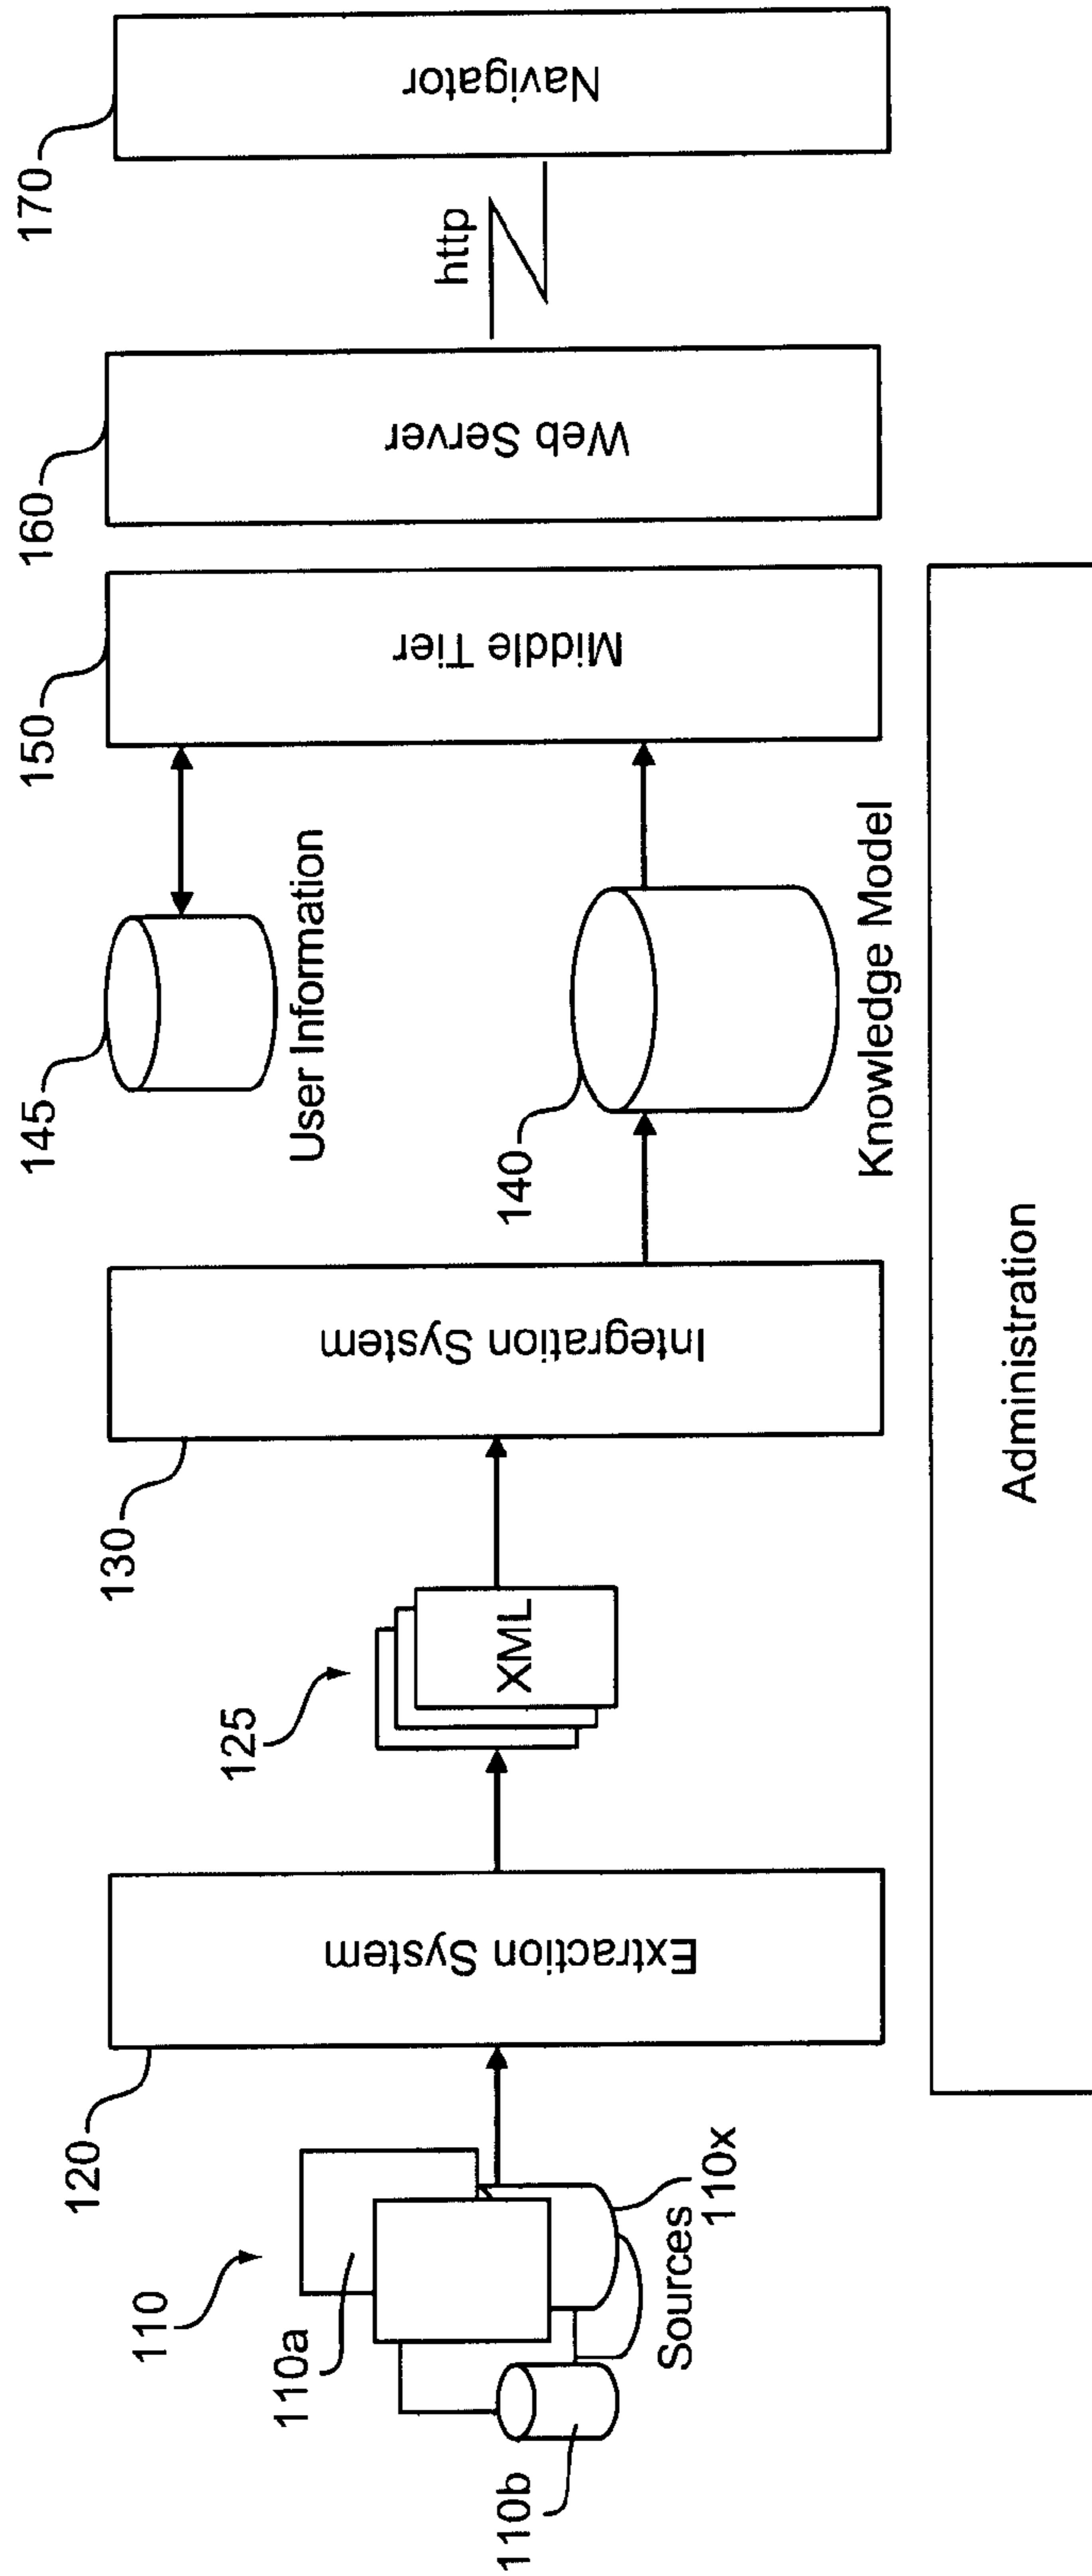 110
110a
110b
110x
Sources
120
Extraction System
125
XML
130
Integration System
140
Knowledge Model
145
User Information
150
Middle Tier
160
Web Server
http
170
Navigator
Administration